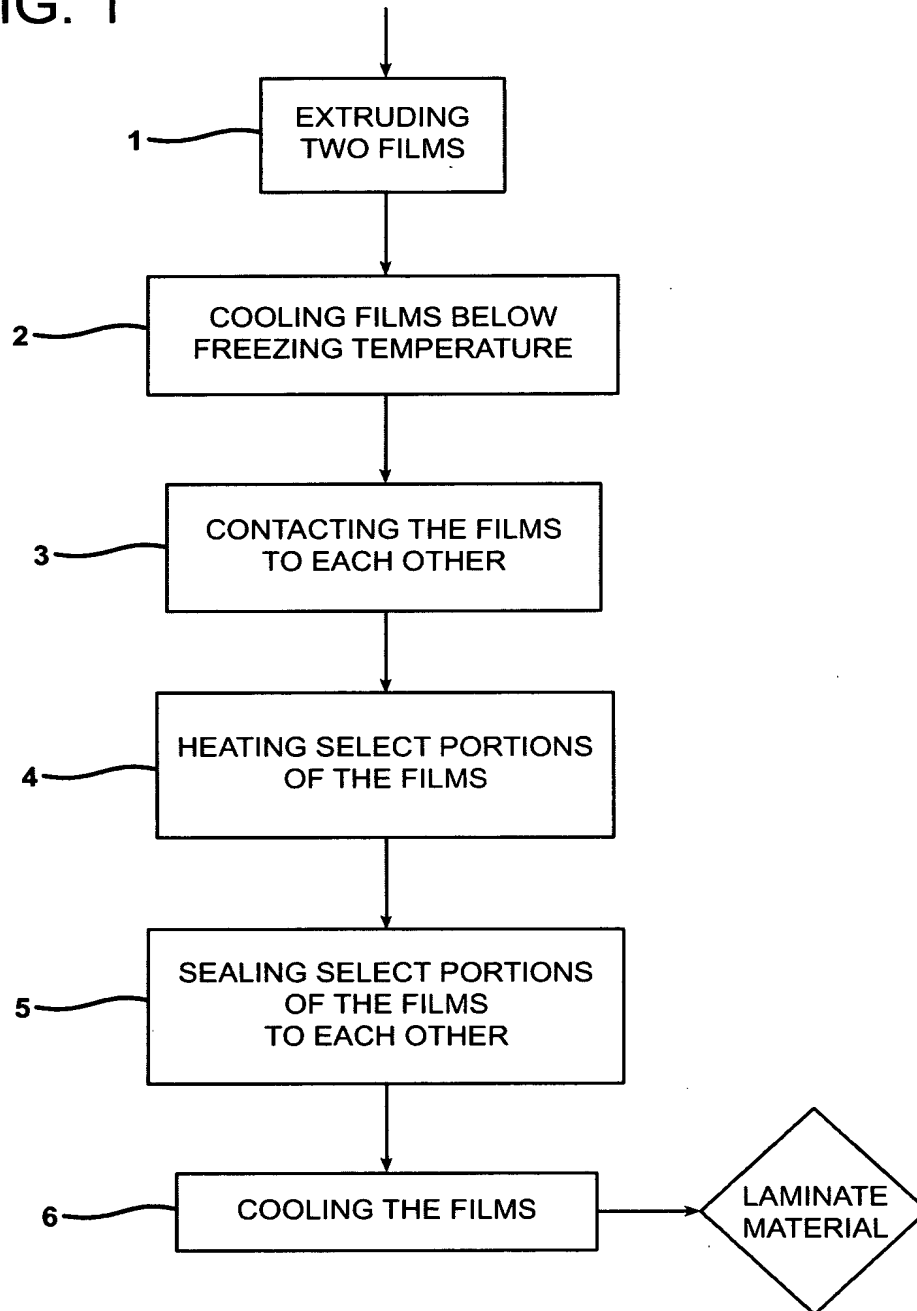 FIG. 1
EXTRUDING
TWO FILMS
1
COOLING FILMS BELOW
FREEZING TEMPERATURE
2
CONTACTING THE FILMS
TO EACH OTHER
3
HEATING SELECT PORTIONS
OF THE FILMS
4
SEALING SELECT PORTIONS
OF THE FILMS
TO EACH OTHER
5
COOLING THE FILMS
6
LAMINATE
MATERIAL